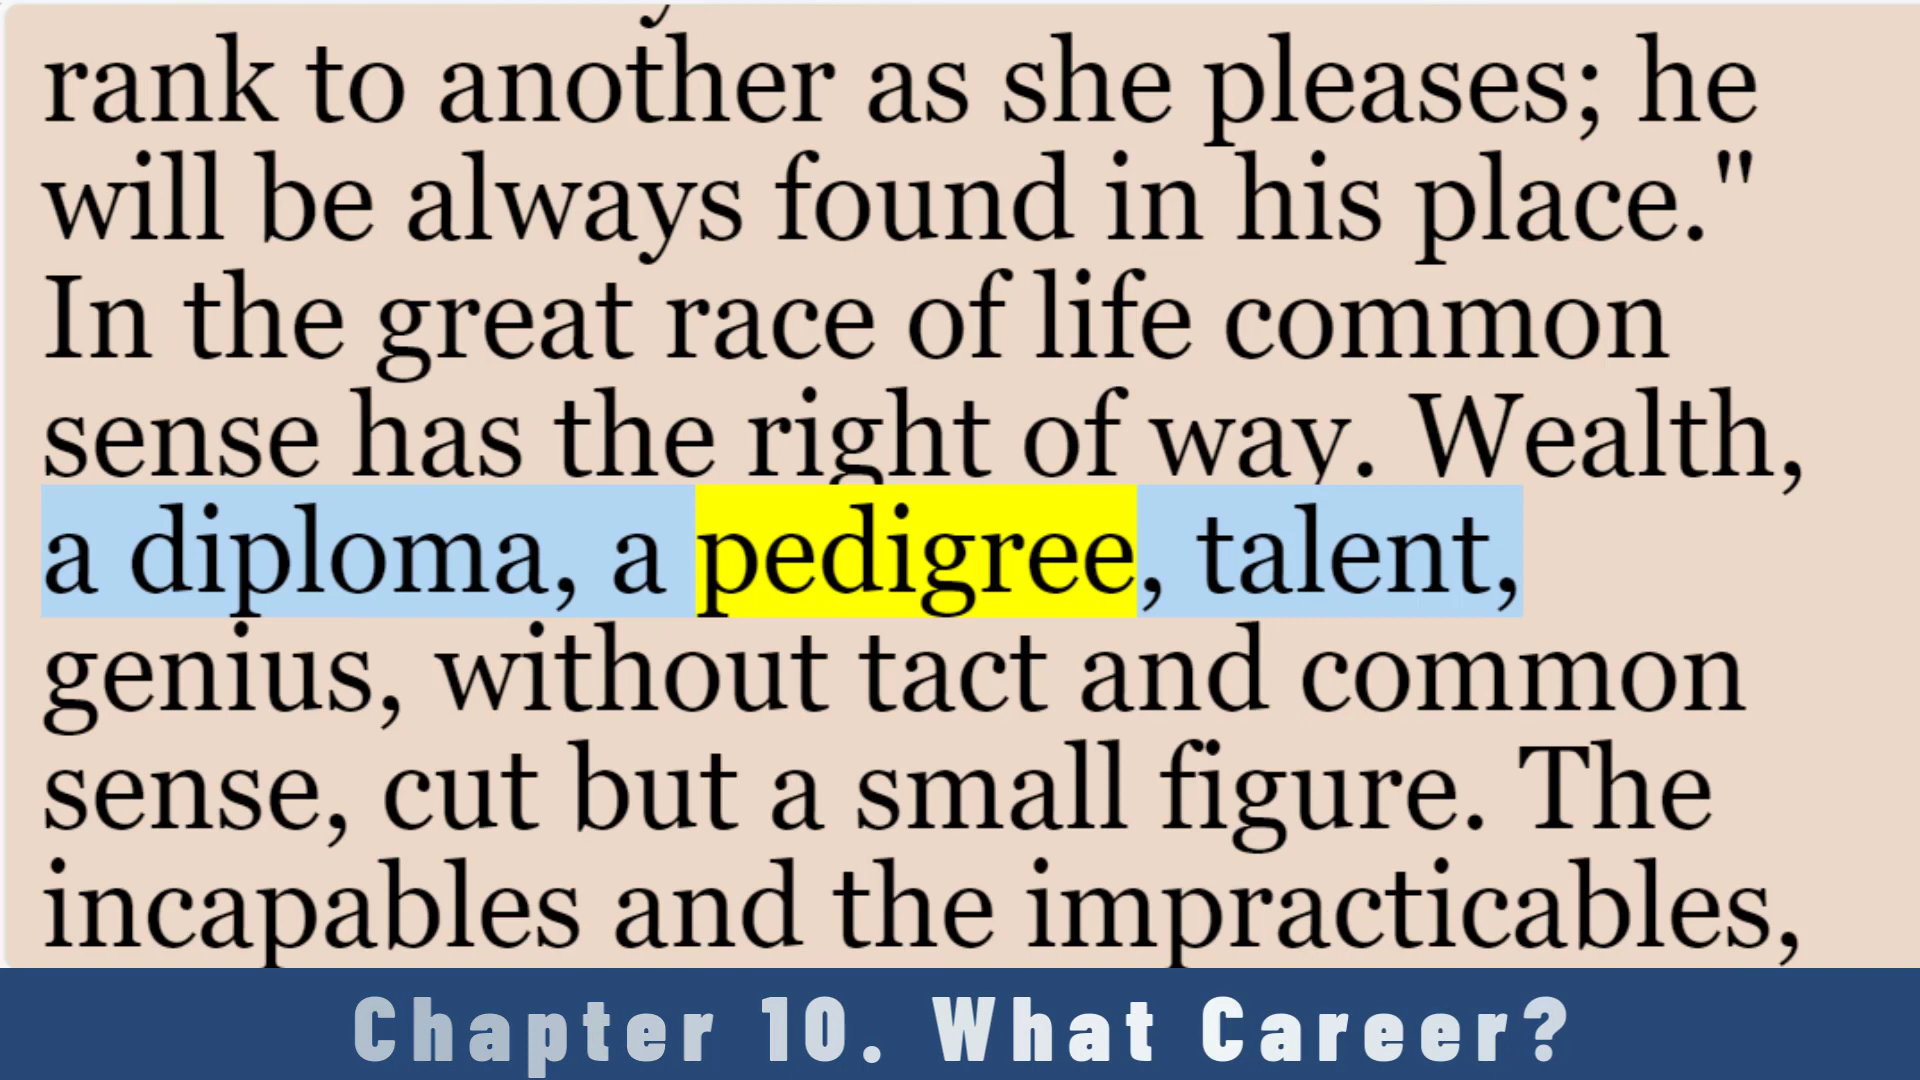 rank to another as she pleases; he
will be always found in his place."
In the great race of life common
sense has the right of way. Wealth,
a diploma, a pedigree, talent,
genius, without tact and common
sense, cut but a small figure. The
incapables and the impracticables,
Chapter 10. What Career?